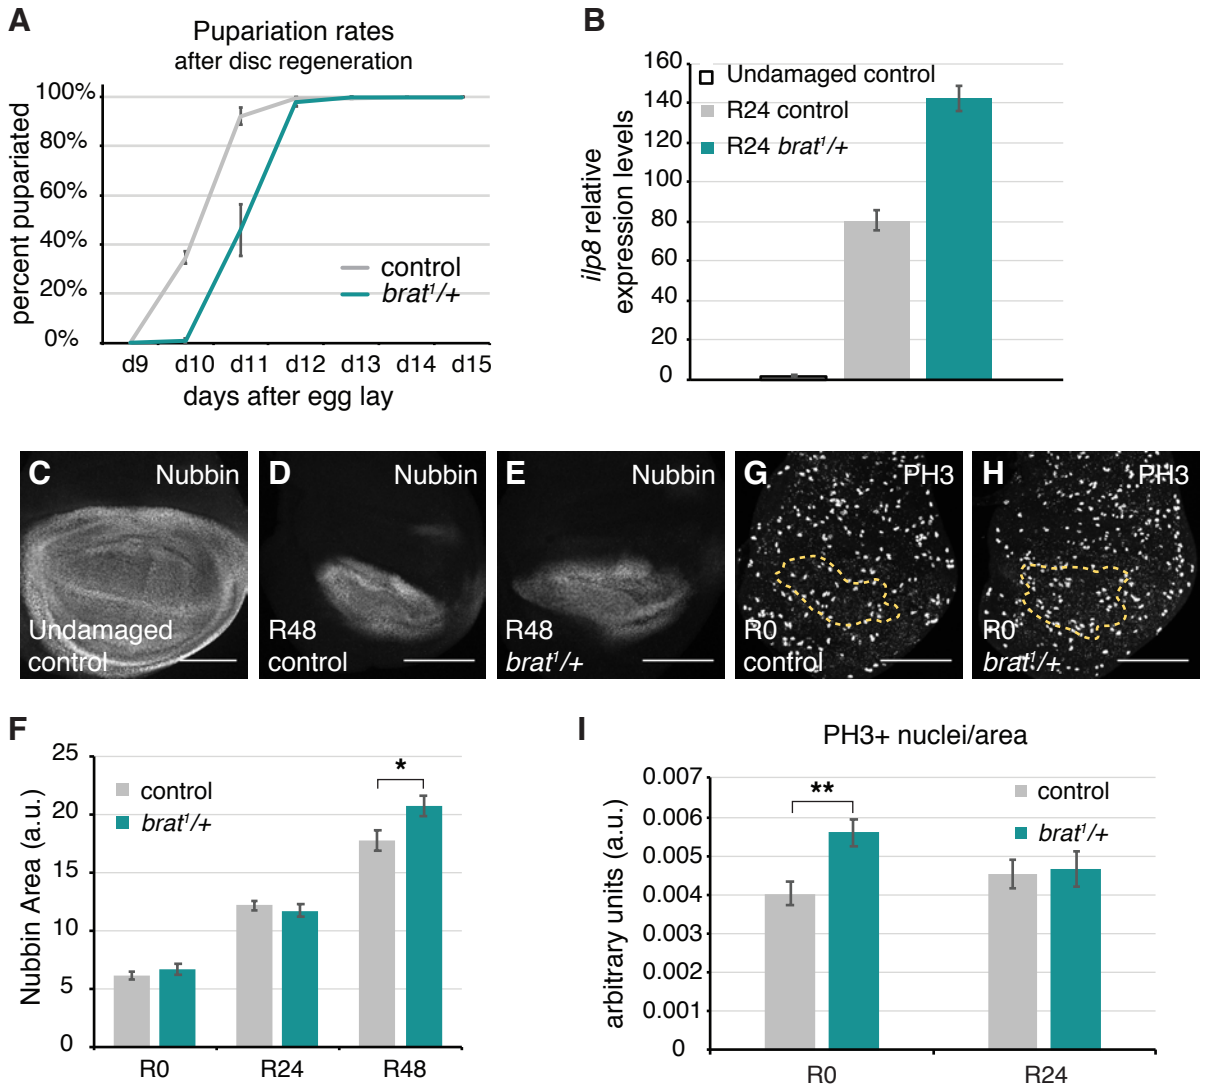 A
Pupariation rates
after disc regeneration
percent pupariated
100%
80%
60%
40%
20%
0%
control
brat¹/+
d9 d10 d11 d12 d13 d14 d15
days after egg lay
B
ilp8 relative
expression levels
160
140
120
100
80
60
40
20
0
Undamaged control
R24 control
R24 brat¹/+
C Nubbin
Undamaged
control
D Nubbin
R48
control
E Nubbin
R48
brat¹/+
G PH3
R0
control
H PH3
R0
brat¹/+
F
Nubbin Area (a.u.)
25
20
15
10
5
0
control
brat¹/+
*
R0 R24 R48
I
PH3+ nuclei/area
arbitrary units (a.u.)
0.007
0.006
0.005
0.004
0.003
0.002
0.001
0
**
control
brat¹/+
R0 R24